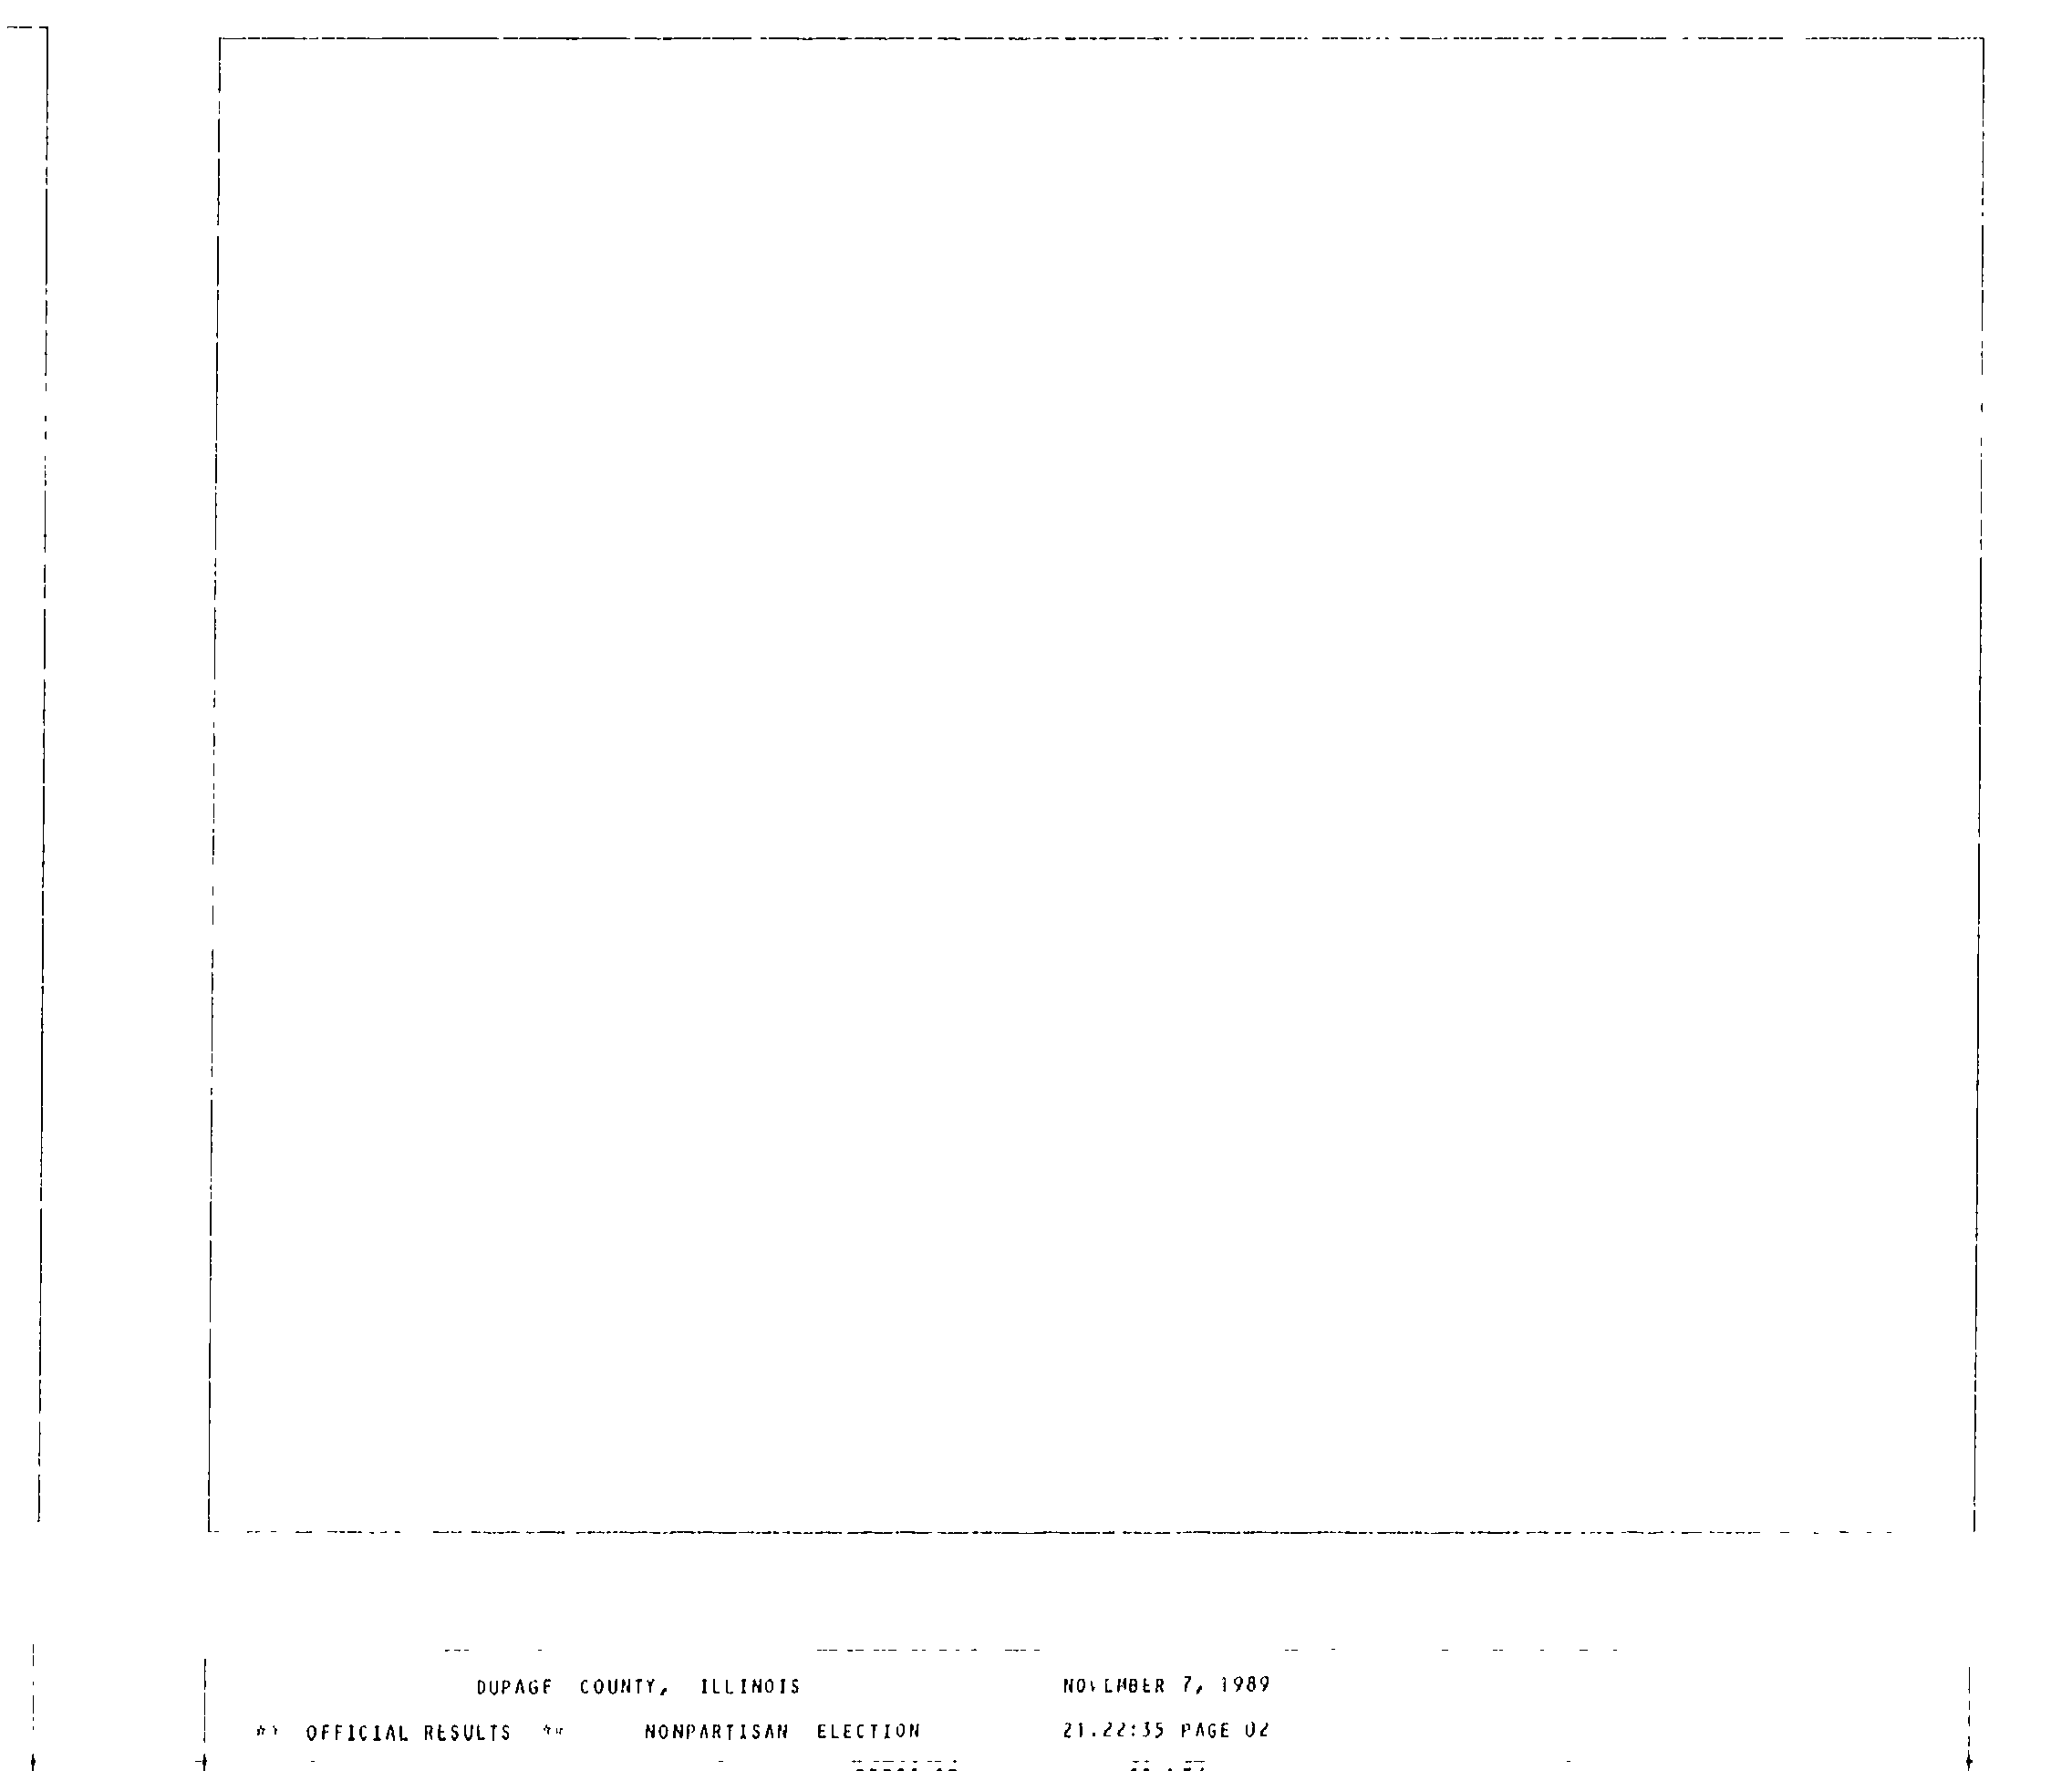 DUPAGE COUNTY, ILLINOIS NOVEMBER 7, 1989
** OFFICIAL RESULTS ** NONPARTISAN ELECTION 21.22:35 PAGE 02